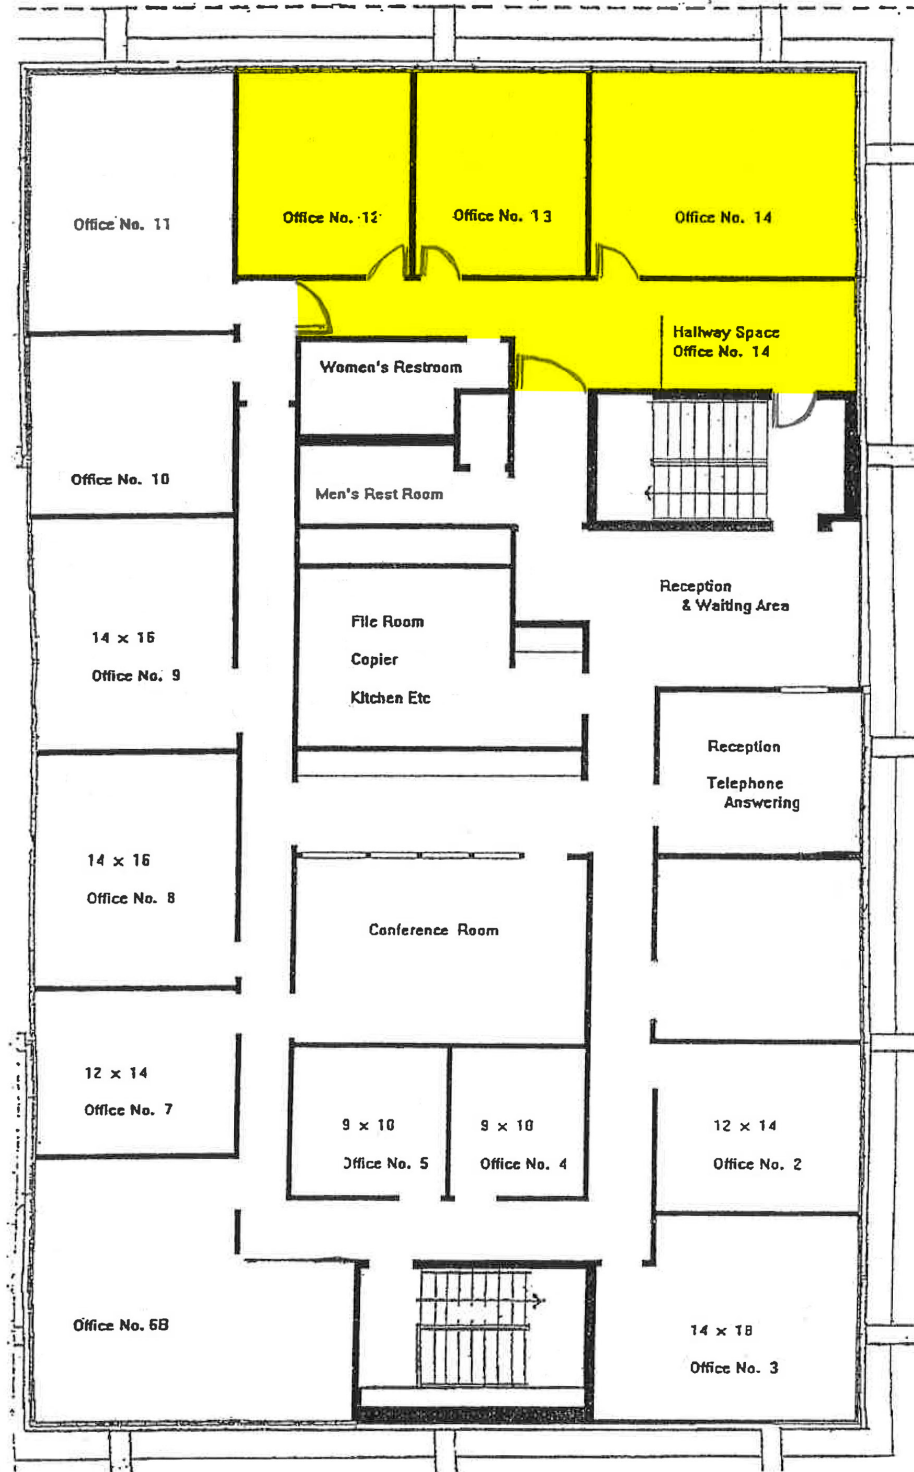 Office No. 11
Office No. 12
Office No. 13
Office No. 14
Hallway Space
Office No. 14
Women's Restroom
Office No. 10
Men's Rest Room
Reception
& Waiting Area
14 x 16
Office No. 9
File Room
Copier
Kitchen Etc
Reception
Telephone
Answering
14 x 16
Office No. 8
Conference Room
12 x 14
Office No. 7
9 x 10
Office No. 5
9 x 10
Office No. 4
12 x 14
Office No. 2
Office No. 6B
14 x 18
Office No. 3